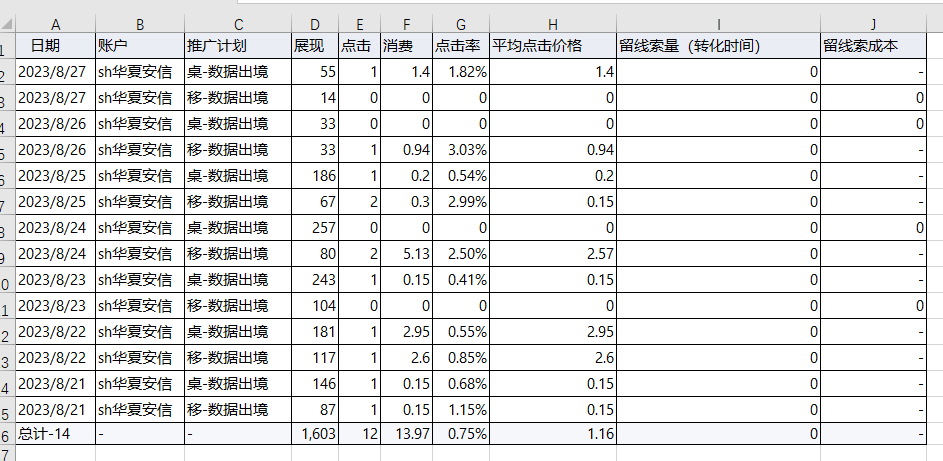 A B C D E F G H I J
1 日期 账户 推广计划 展现 点击 消费 点击率 平均点击价格 留线索量（转化时间） 留线索成本
2 2023/8/27 sh华夏安信 桌-数据出境 55 1 1.4 1.82% 1.4 0 -
3 2023/8/27 sh华夏安信 移-数据出境 14 0 0 0 0 0 0
4 2023/8/26 sh华夏安信 桌-数据出境 33 0 0 0 0 0 0
5 2023/8/26 sh华夏安信 移-数据出境 33 1 0.94 3.03% 0.94 0 -
6 2023/8/25 sh华夏安信 桌-数据出境 186 1 0.2 0.54% 0.2 0 -
7 2023/8/25 sh华夏安信 移-数据出境 67 2 0.3 2.99% 0.15 0 -
8 2023/8/24 sh华夏安信 桌-数据出境 257 0 0 0 0 0 0
9 2023/8/24 sh华夏安信 移-数据出境 80 2 5.13 2.50% 2.57 0 -
0 2023/8/23 sh华夏安信 桌-数据出境 243 1 0.15 0.41% 0.15 0 -
1 2023/8/23 sh华夏安信 移-数据出境 104 0 0 0 0 0 0
2 2023/8/22 sh华夏安信 桌-数据出境 181 1 2.95 0.55% 2.95 0 -
3 2023/8/22 sh华夏安信 移-数据出境 117 1 2.6 0.85% 2.6 0 -
4 2023/8/21 sh华夏安信 桌-数据出境 146 1 0.15 0.68% 0.15 0 -
5 2023/8/21 sh华夏安信 移-数据出境 87 1 0.15 1.15% 0.15 0 -
6 总计-14 - - 1,603 12 13.97 0.75% 1.16 0 -
7